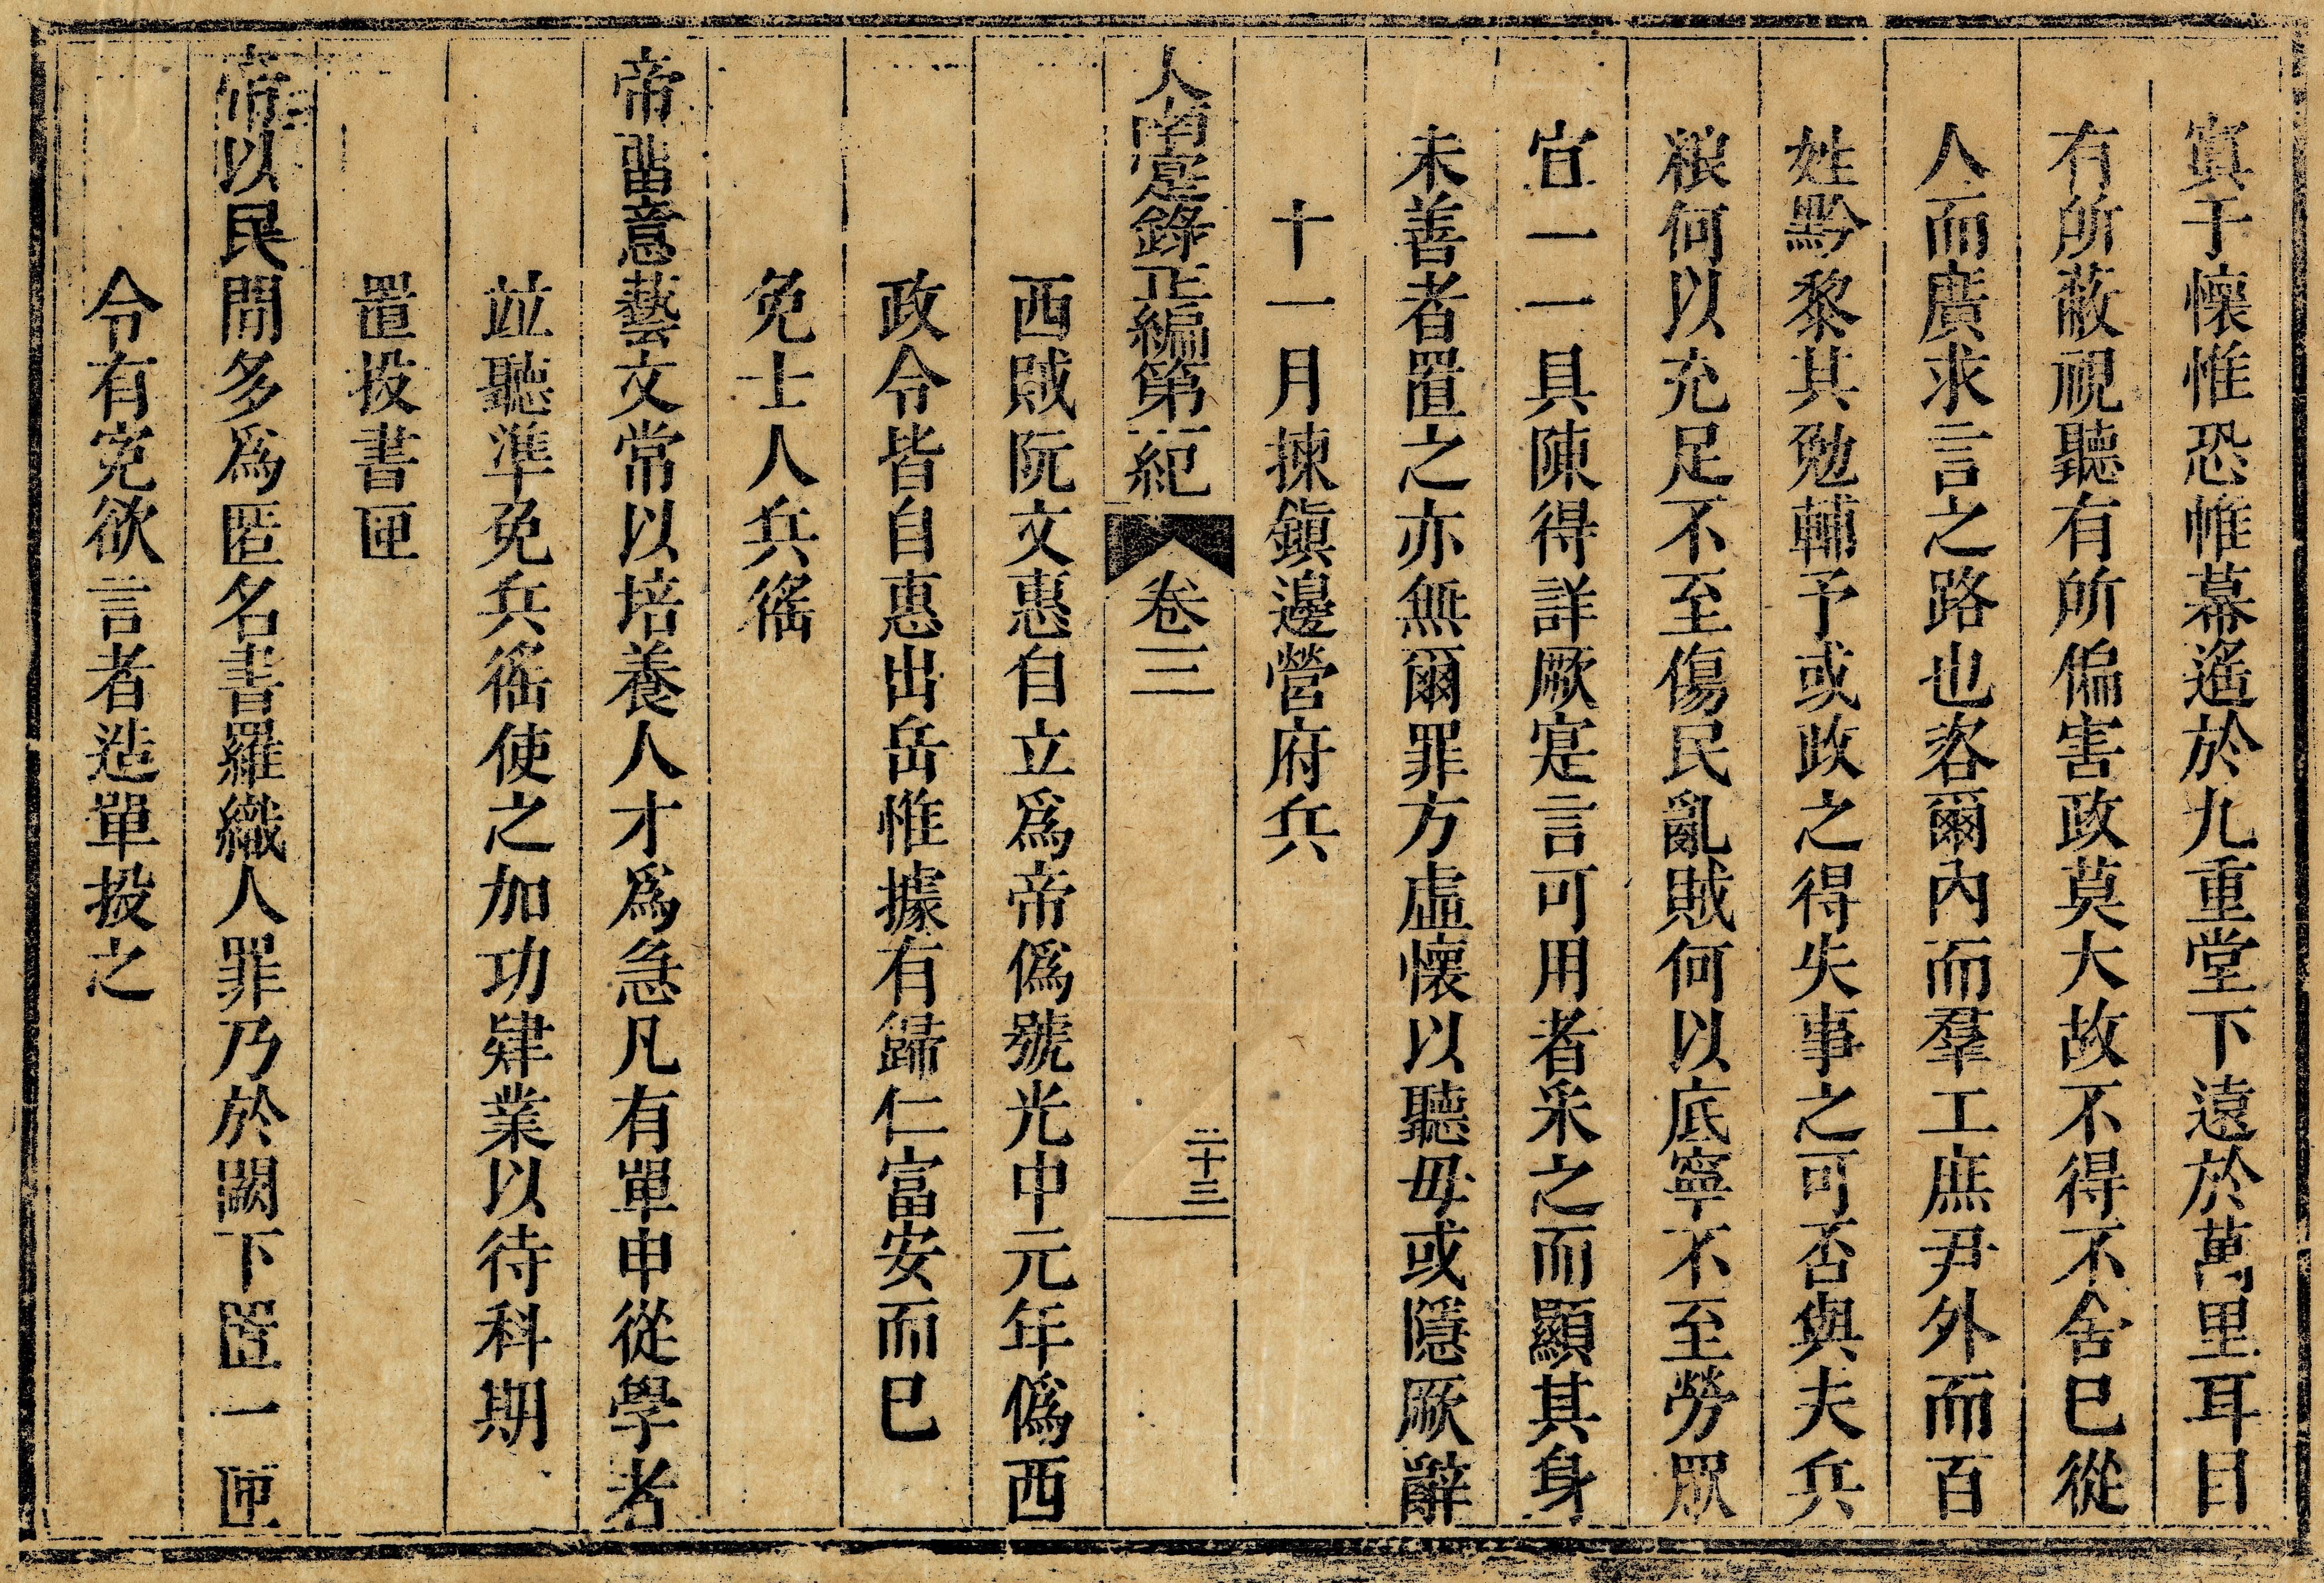 寘于懷惟恐帷幕遙於九重堂下遠於萬里耳目
有所蔽視聽有所偏害政莫大故不得不舍巳從
人而廣求言之路也咨爾內而羣工庶尹外而百
姓黔黎其勉輔予或政之得失事之可否與夫兵
粮何以充足不至傷民亂賊何以底寧不至勞眾
宜一一具陳得詳厥寔言可用者采之而顯其身
未善者置之亦無爾罪方虛懷以聽毋或隱厥辭
十一月揀鎮邊營府兵
大南寔錄正編第一紀 卷三 二十三
西賊阮文惠自立爲帝僞號光中元年僞西
政令皆自惠出岳惟據有歸仁富安而巳
免士人兵徭
帝畱意藝文常以培養人才爲急凡有單申從學者
竝聽準免兵徭使之加功肄業以待科期
置投書匣
帝以民間多爲匿名書羅織人罪乃於闕下置一匣
令有寃欲言者造單投之